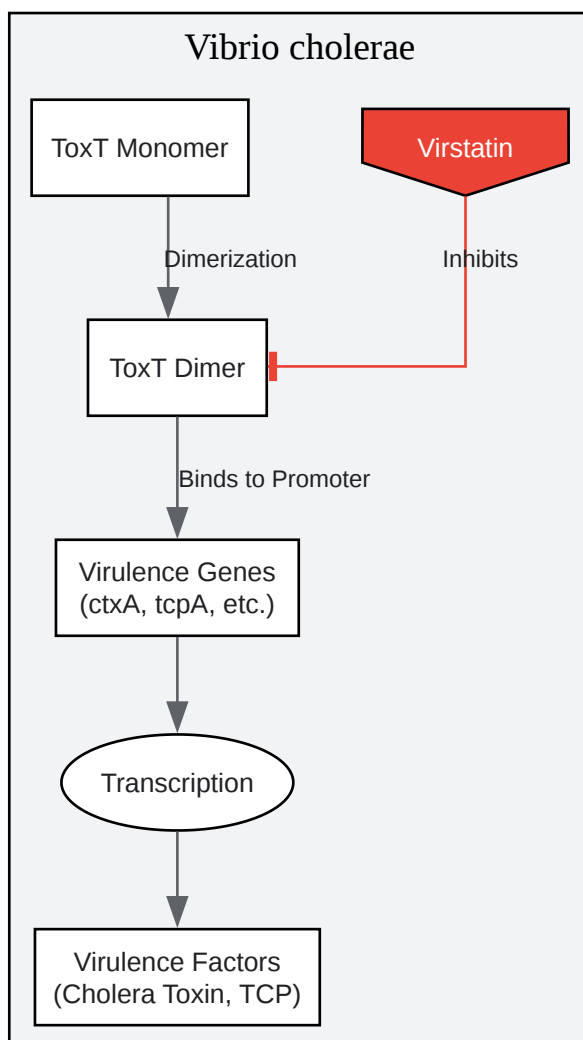 Vibrio cholerae
ToxT Monomer
Virstatin
Dimerization
Inhibits
ToxT Dimer
Binds to Promoter
Virulence Genes
(ctxA, tcpA, etc.)
Transcription
Virulence Factors
(Cholera Toxin, TCP)